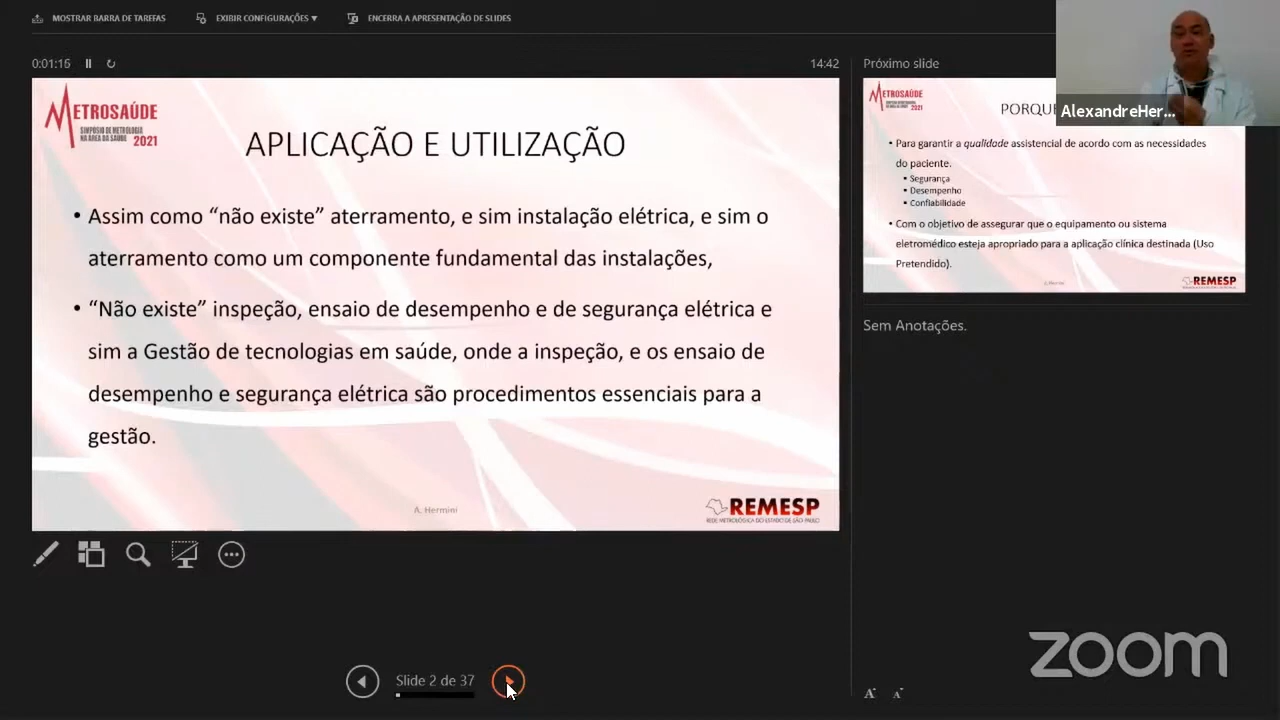 MOSTRAR BARRA DE TAREFAS
EXIBIR CONFIGURAÇÕES ▼
ENCERRA A APRESENTAÇÃO DE SLIDES
0:01:15
14:42
METROSAÚDE
SIMPÓSIO DE METROLOGIA
NA ÁREA DA SAÚDE 2021
APLICAÇÃO E UTILIZAÇÃO
• Assim como “não existe” aterramento, e sim instalação elétrica, e sim o
aterramento como um componente fundamental das instalações,
• “Não existe” inspeção, ensaio de desempenho e de segurança elétrica e
sim a Gestão de tecnologias em saúde, onde a inspeção, e os ensaio de
desempenho e segurança elétrica são procedimentos essenciais para a
gestão.
A. Hermini
REMESP
REDE METROLÓGICA DO ESTADO DE SÃO PAULO
Slide 2 de 37
Próximo slide
AlexandreHer...
METROSAÚDE
2021
PORQUE
• Para garantir a qualidade assistencial de acordo com as necessidades
do paciente.
▪ Segurança
▪ Desempenho
▪ Confiabilidade
• Com o objetivo de assegurar que o equipamento ou sistema
eletromédico esteja apropriado para a aplicação clínica destinada (Uso
Pretendido).
A. Hermini
REMESP
Sem Anotações.
zoom
A A